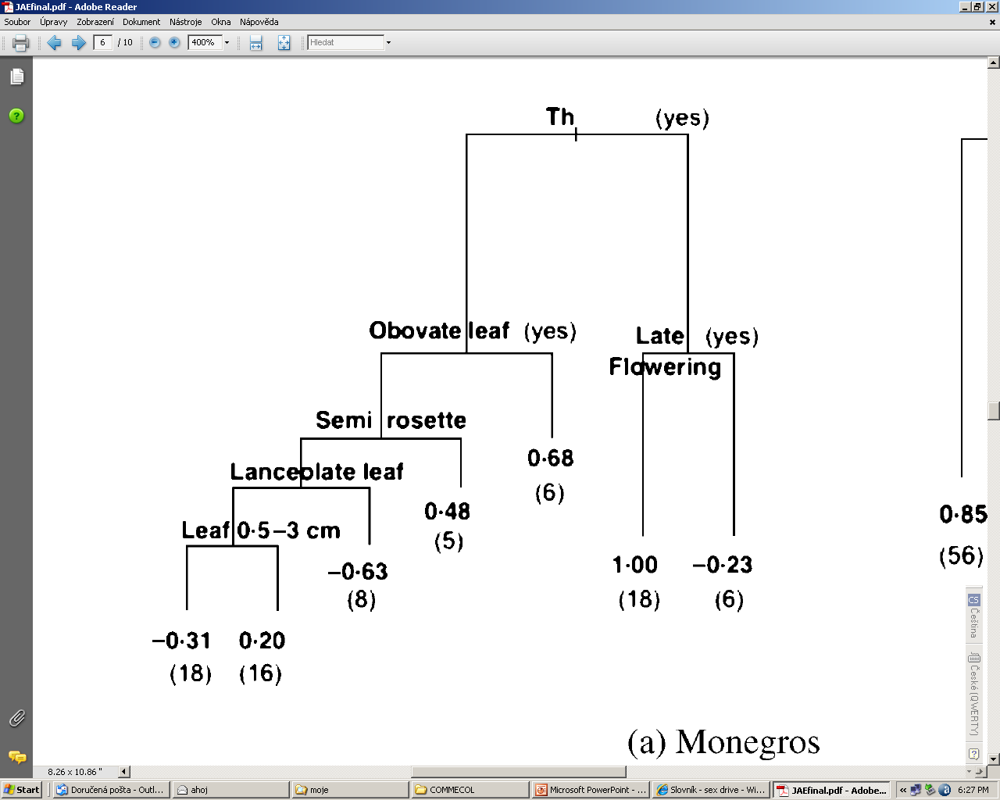 JAEfinal.pdf - Adobe Reader
Soubor Úpravy Zobrazení Dokument Nástroje Okna Nápověda
6 / 10 400% Hledat
Th (yes)
Obovate leaf (yes)
Late (yes)
Flowering
Semi rosette
Lanceolate leaf
0·68
(6)
0·48
(5)
Leaf 0·5–3 cm
0·85
(56)
–0·63
(8)
1·00 –0·23
(18) (6)
–0·31 0·20
(18) (16)
CS Čeština
České (QWERTY)
(a) Monegros
8.26 x 10.86 "
Start Doručená pošta - Outl... ahoj moje COMMECOL Microsoft PowerPoint - ... Slovník - sex drive - Wi... JAEfinal.pdf - Adobe... « 6:27 PM